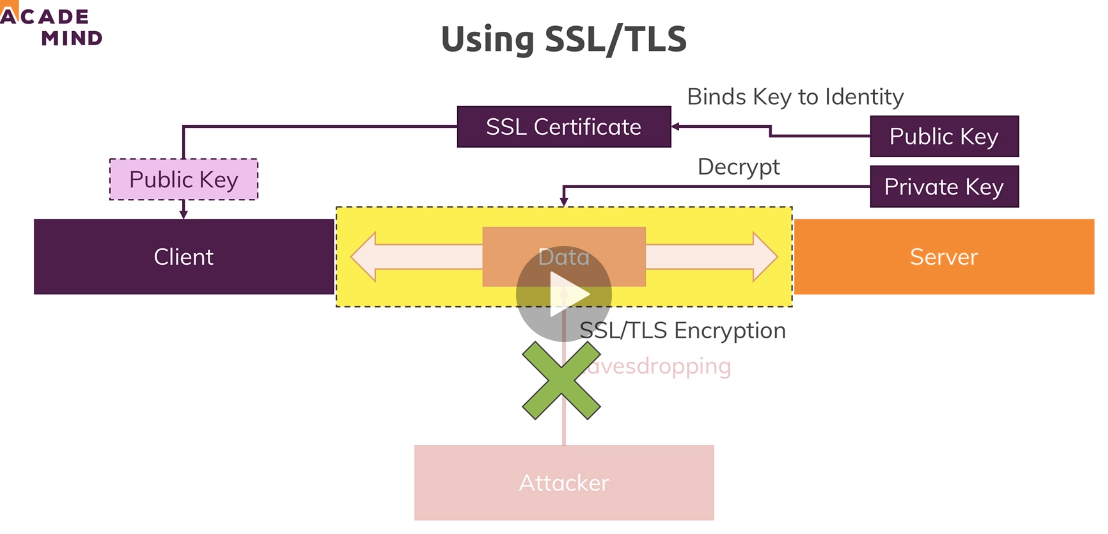 ACADE
MIND
Using SSL/TLS
Binds Key to Identity
SSL Certificate
Public Key
Decrypt
Public Key
Private Key
Client
Data
Server
SSL/TLS Encryption
avesdropping
Attacker